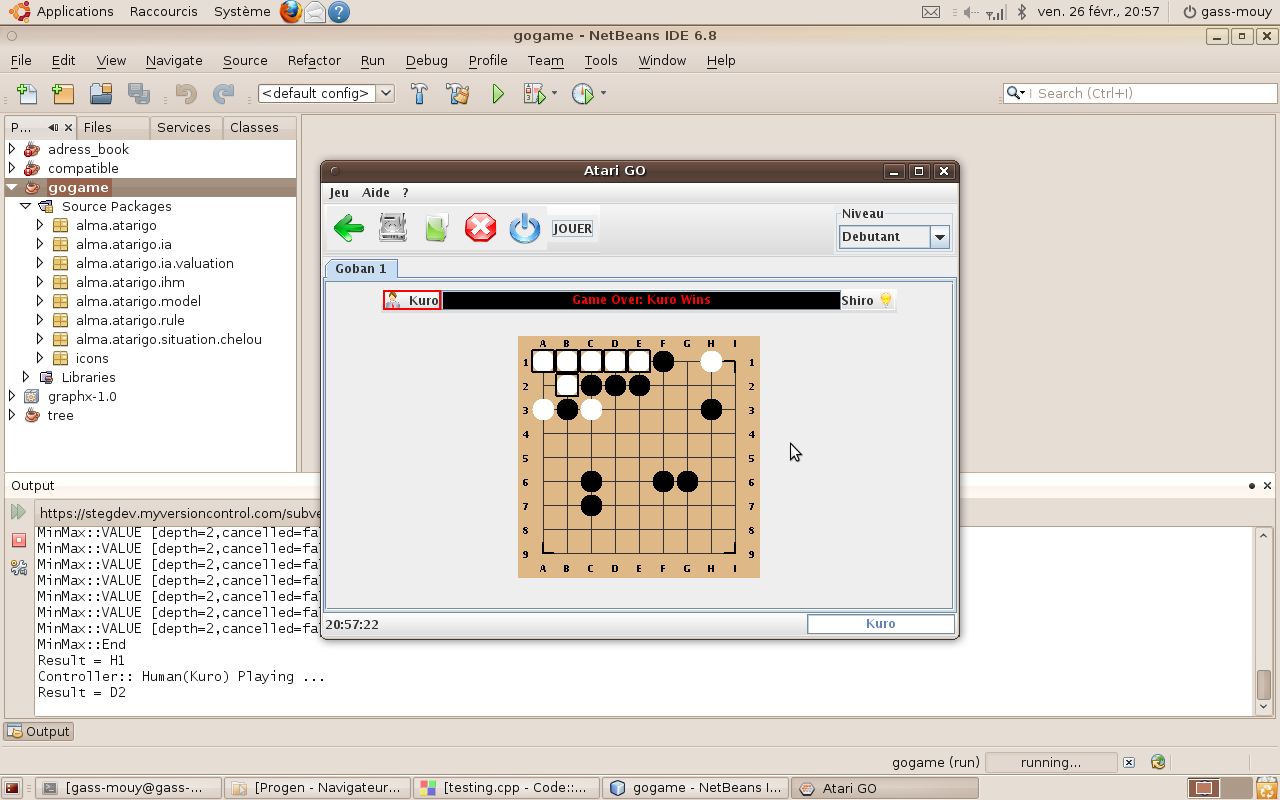 Applications Raccourcis Système ? ven. 26 févr., 20:57 gass-mouy
gogame - NetBeans IDE 6.8
File Edit View Navigate Source Refactor Run Debug Profile Team Tools Window Help
<default config> Search (Ctrl+I)
P... Files Services Classes
adress_book
compatible
gogame
Source Packages
alma.atarigo
alma.atarigo.ia
alma.atarigo.ia.valuation
alma.atarigo.ihm
alma.atarigo.model
alma.atarigo.rule
alma.atarigo.situation.chelou
icons
Libraries
graphx-1.0
tree
Atari GO
Jeu Aide ?
JOUER
Niveau
Debutant
Goban 1
Kuro Game Over: Kuro Wins Shiro
A B C D E F G H I
1 1
2 2
3 3
4 4
5 5
6 6
7 7
8 8
9 9
A B C D E F G H I
20:57:22 Kuro
Output
https://stegdev.myversioncontrol.com/subve
MinMax::VALUE [depth=2,cancelled=fa
MinMax::VALUE [depth=2,cancelled=fa
MinMax::VALUE [depth=2,cancelled=fa
MinMax::VALUE [depth=2,cancelled=fa
MinMax::VALUE [depth=2,cancelled=fa
MinMax::VALUE [depth=2,cancelled=fa
MinMax::VALUE [depth=2,cancelled=fa
MinMax::End
Result = H1
Controller:: Human(Kuro) Playing ...
Result = D2
Output
gogame (run) running...
[gass-mouy@gass-... [Progen - Navigateur... [testing.cpp - Code::... gogame - NetBeans I... Atari GO